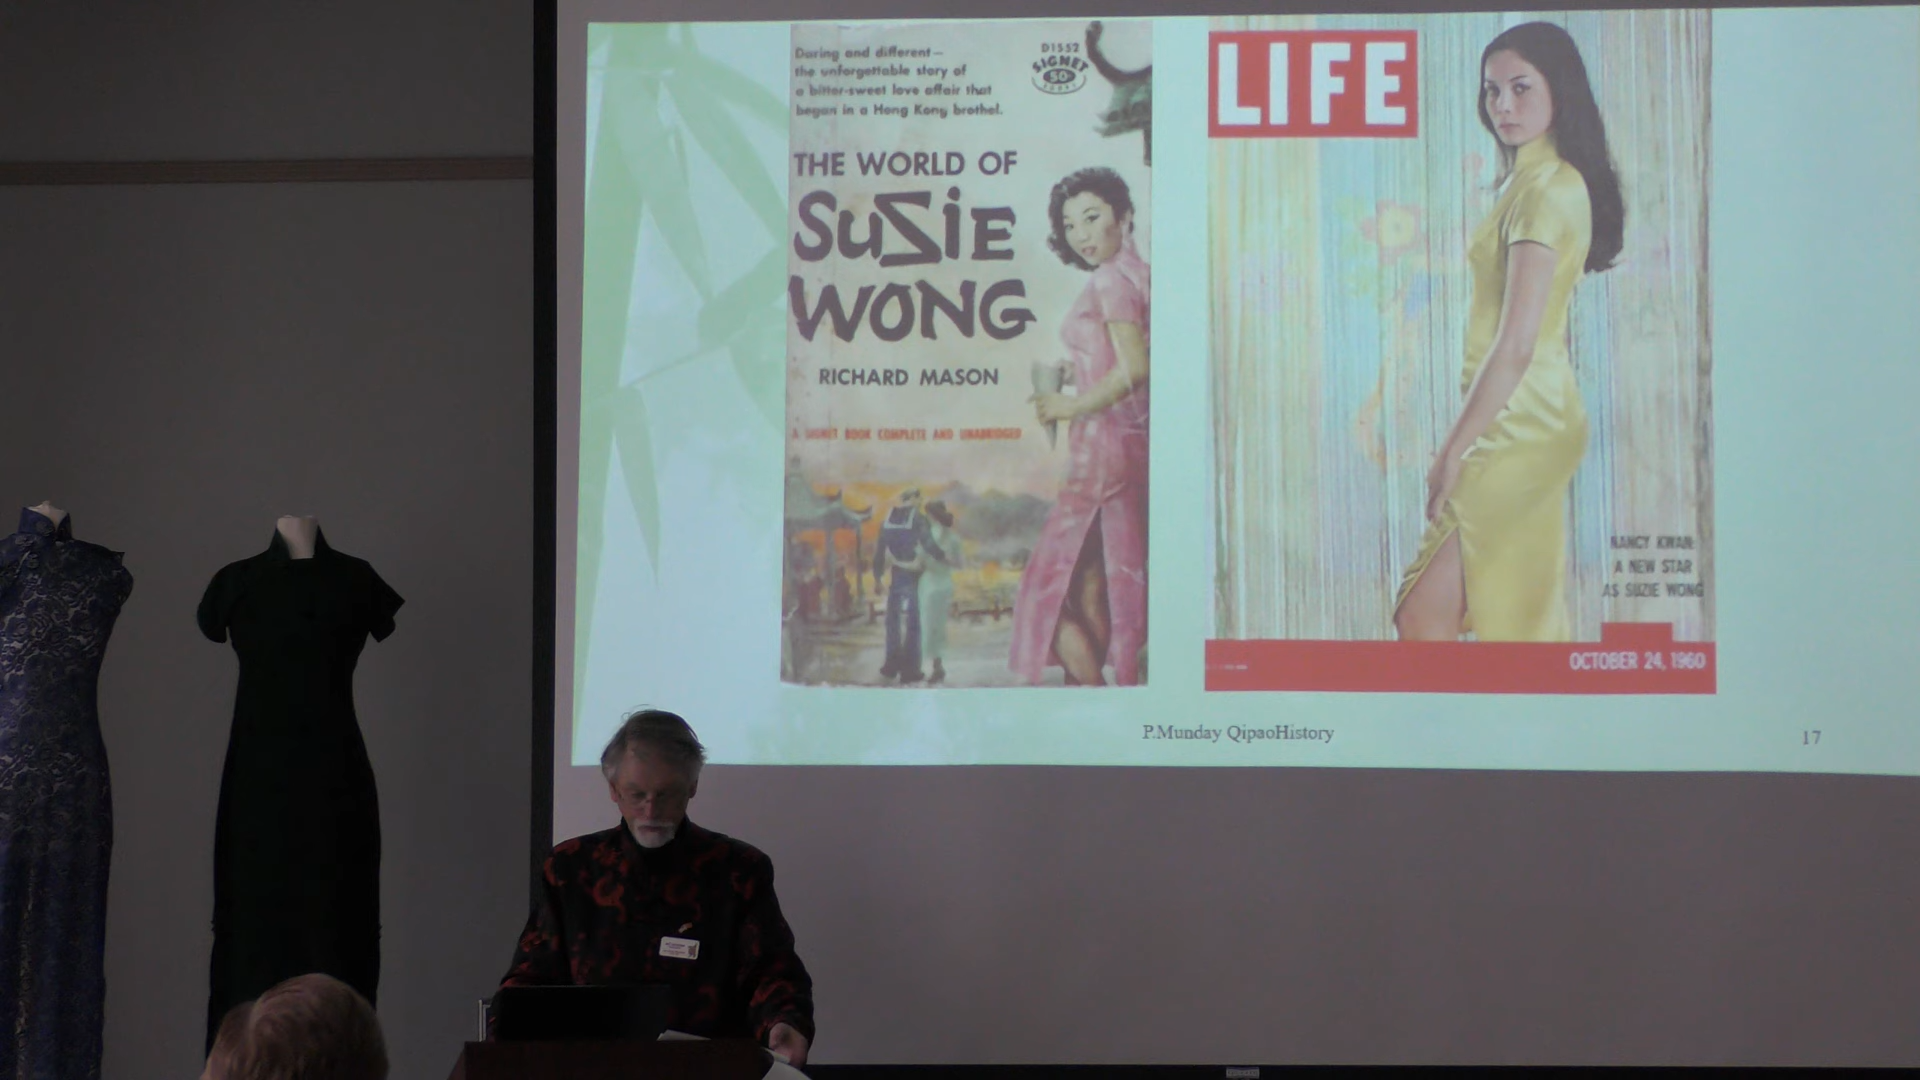 Daring and different—
the unforgettable story of
a bitter-sweet love affair that
began in a Hong Kong brothel.
D1552
SIGNET
50c
BOOKS
THE WORLD OF
SUZIE
WONG
RICHARD MASON
A SIGNET BOOK COMPLETE AND UNABRIDGED
LIFE
NANCY KWAN:
A NEW STAR
AS SUZIE WONG
OCTOBER 24, 1960
P.Munday QipaoHistory
17